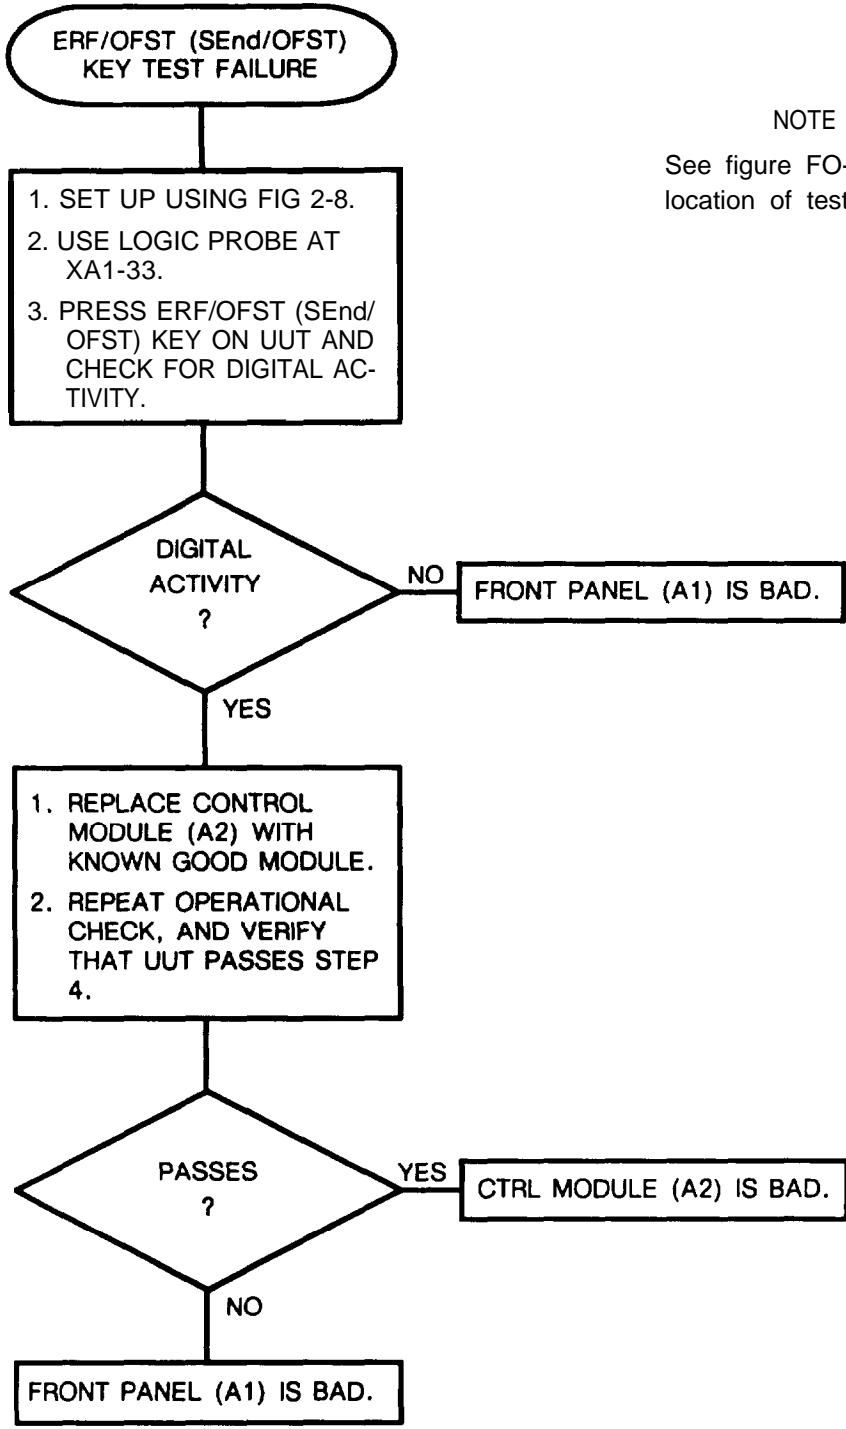 ERF/OFST (SEnd/OFST)
KEY TEST FAILURE
NOTE
See figure FO-
location of test
1. SET UP USING FIG 2-8.
2. USE LOGIC PROBE AT
XA1-33.
3. PRESS ERF/OFST (SEnd/
OFST) KEY ON UUT AND
CHECK FOR DIGITAL AC-
TIVITY.
DIGITAL
ACTIVITY
?
NO
FRONT PANEL (A1) IS BAD.
YES
1. REPLACE CONTROL
MODULE (A2) WITH
KNOWN GOOD MODULE.
2. REPEAT OPERATIONAL
CHECK, AND VERIFY
THAT UUT PASSES STEP
4.
PASSES
?
YES
CTRL MODULE (A2) IS BAD.
NO
FRONT PANEL (A1) IS BAD.